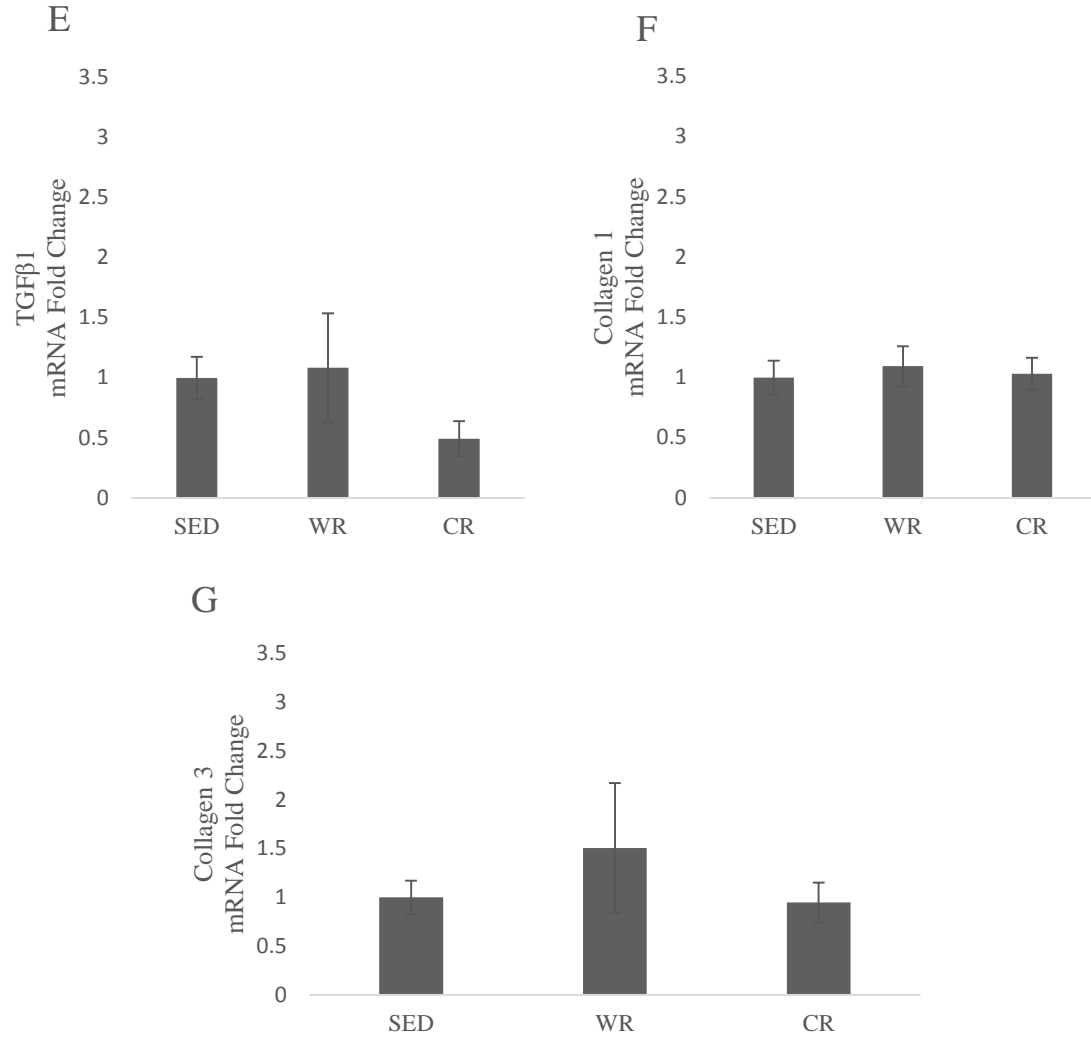 E
3.5
3
2.5
2
1.5
1
0.5
0
TGFβ1
mRNA Fold Change
SED WR CR
F
3.5
3
2.5
2
1.5
1
0.5
0
Collagen 1
mRNA Fold Change
SED WR CR
G
3.5
3
2.5
2
1.5
1
0.5
0
Collagen 3
mRNA Fold Change
SED WR CR